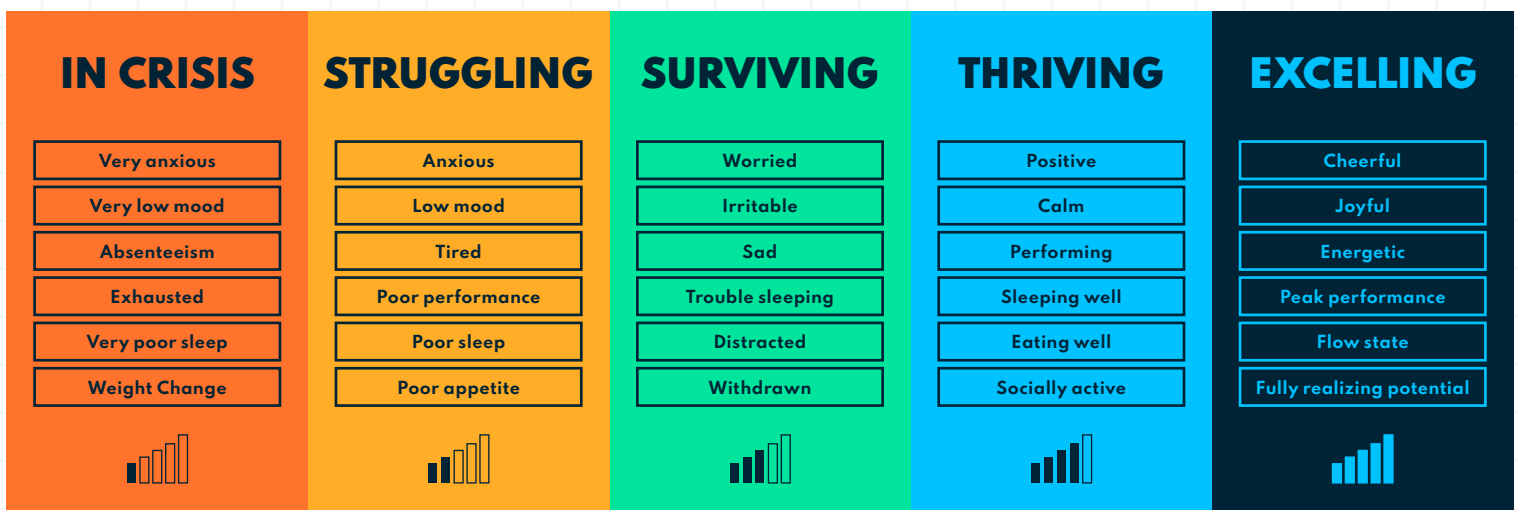 IN CRISIS
Very anxious
Very low mood
Absenteeism
Exhausted
Very poor sleep
Weight Change
STRUGGLING
Anxious
Low mood
Tired
Poor performance
Poor sleep
Poor appetite
SURVIVING
Worried
Irritable
Sad
Trouble sleeping
Distracted
Withdrawn
THRIVING
Positive
Calm
Performing
Sleeping well
Eating well
Socially active
EXCELLING
Cheerful
Joyful
Energetic
Peak performance
Flow state
Fully realizing potential